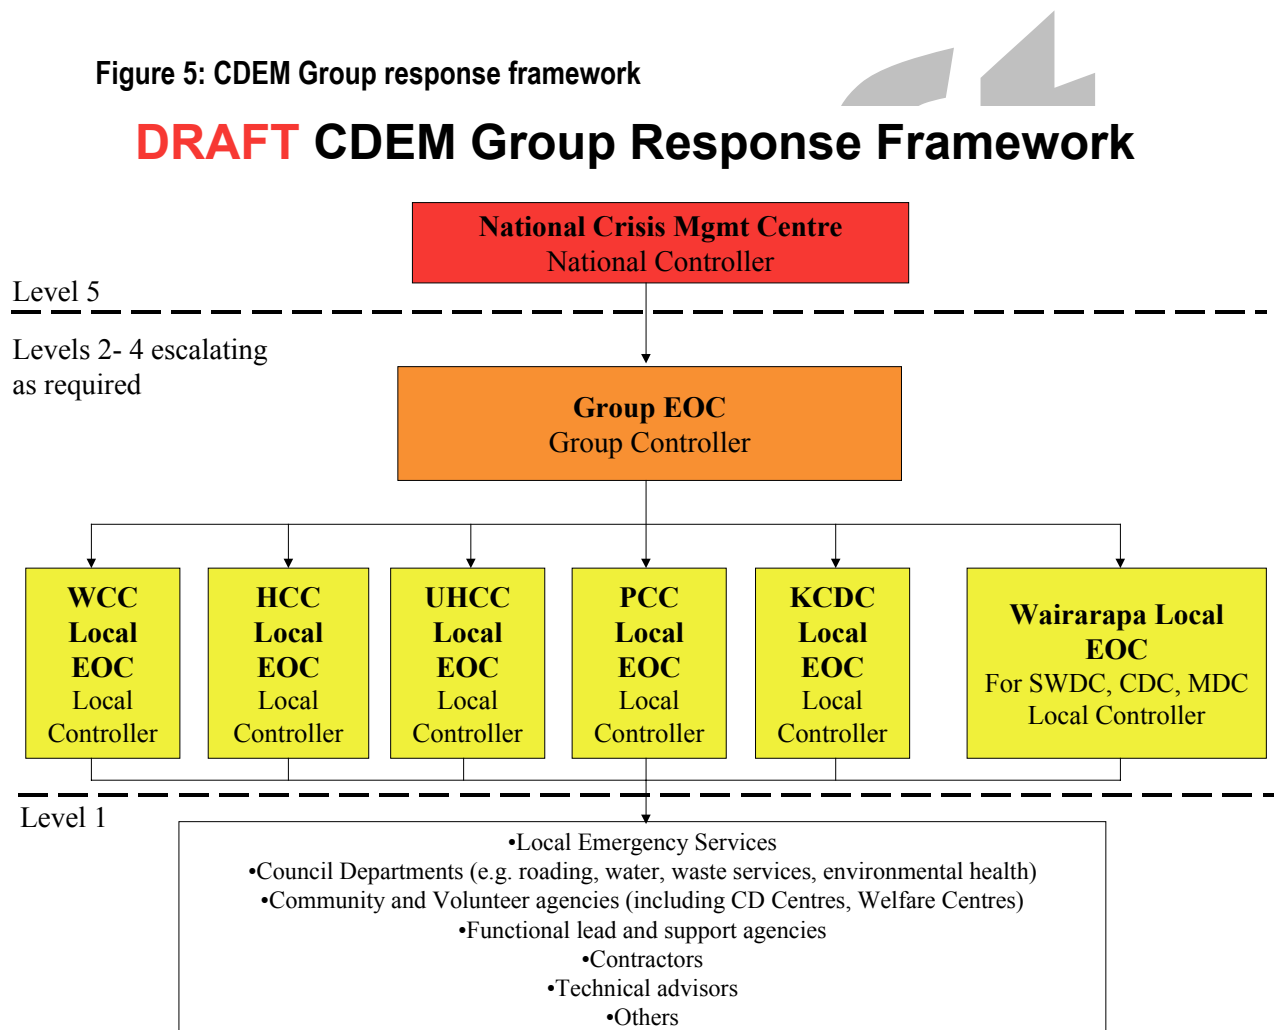 Figure 5: CDEM Group response framework
DRAFT CDEM Group Response Framework
National Crisis Mgmt Centre
National Controller
Level 5
Levels 2- 4 escalating
as required
Group EOC
Group Controller
WCC
Local
EOC
Local
Controller
HCC
Local
EOC
Local
Controller
UHCC
Local
EOC
Local
Controller
PCC
Local
EOC
Local
Controller
KCDC
Local
EOC
Local
Controller
Wairarapa Local
EOC
For SWDC, CDC, MDC
Local Controller
Level 1
•Local Emergency Services
•Council Departments (e.g. roading, water, waste services, environmental health)
•Community and Volunteer agencies (including CD Centres, Welfare Centres)
•Functional lead and support agencies
•Contractors
•Technical advisors
•Others